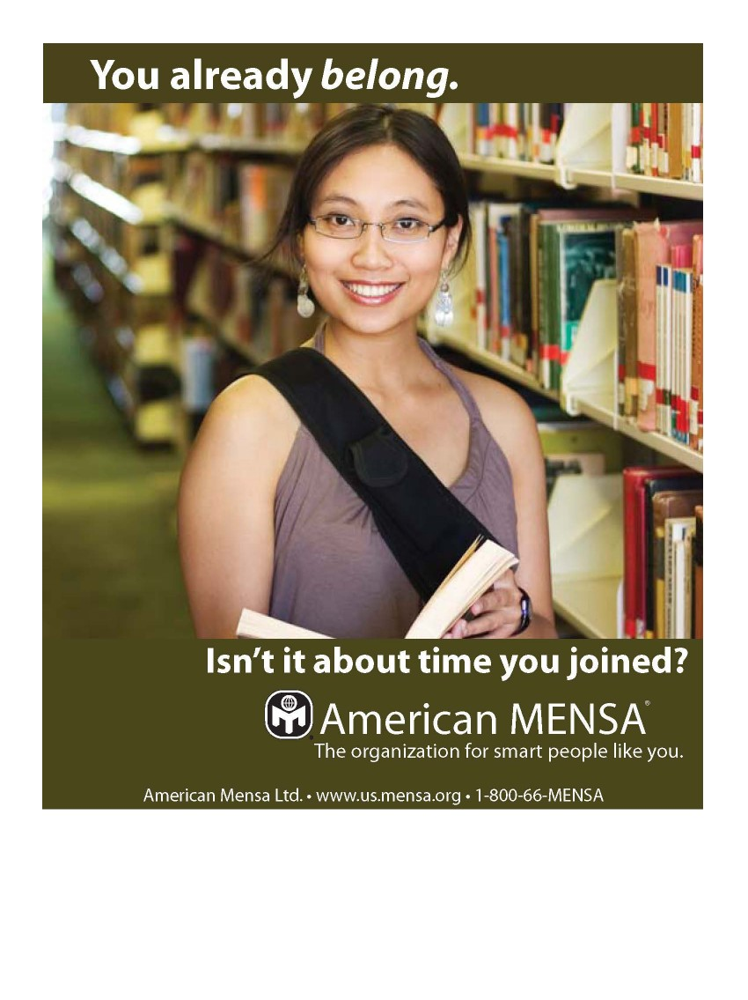 You already belong.
Isn't it about time you joined?
American MENSA®
The organization for smart people like you.
American Mensa Ltd. • www.us.mensa.org • 1-800-66-MENSA